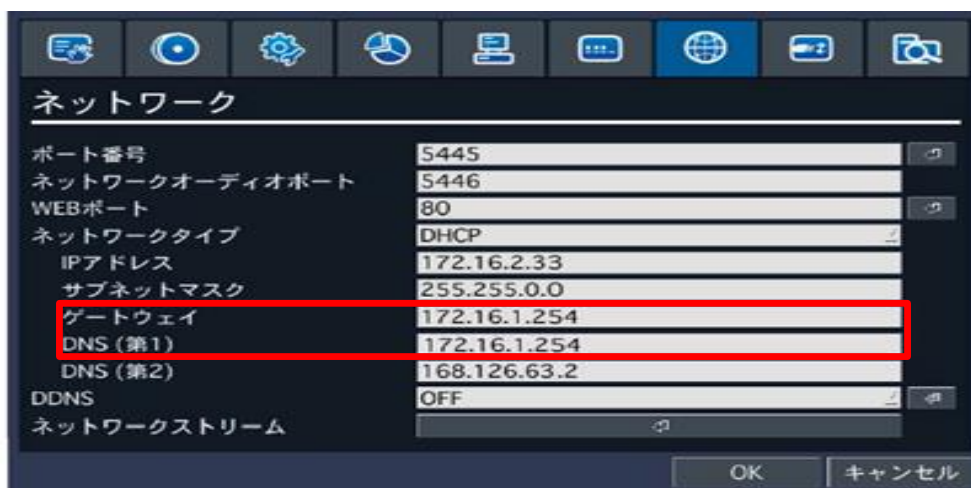 ネットワーク
ポート番号 5445
ネットワークオーディオポート 5446
WEBポート 80
ネットワークタイプ DHCP
IPアドレス 172.16.2.33
サブネットマスク 255.255.0.0
ゲートウェイ 172.16.1.254
DNS (第1) 172.16.1.254
DNS (第2) 168.126.63.2
DDNS OFF
ネットワークストリーム
OK キャンセル